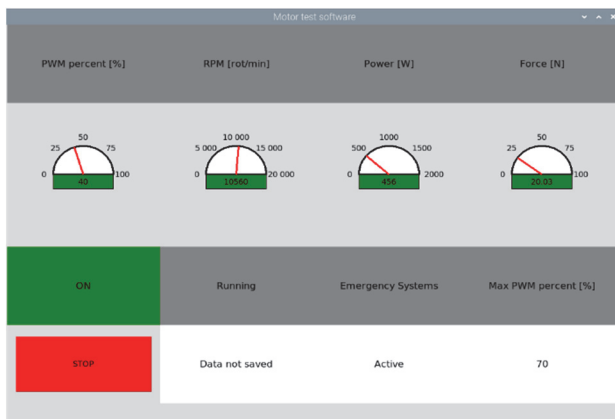 Motor test software
PWM percent [%] RPM [rot/min] Power [W] Force [N]
50 10 000 1000 50
25 75 5 000 15 000 500 1500 25 75
0 100 0 20 000 0 2000 0 100
40 10560 456 20.03
ON Running Emergency Systems Max PWM percent [%]
STOP Data not saved Active 70